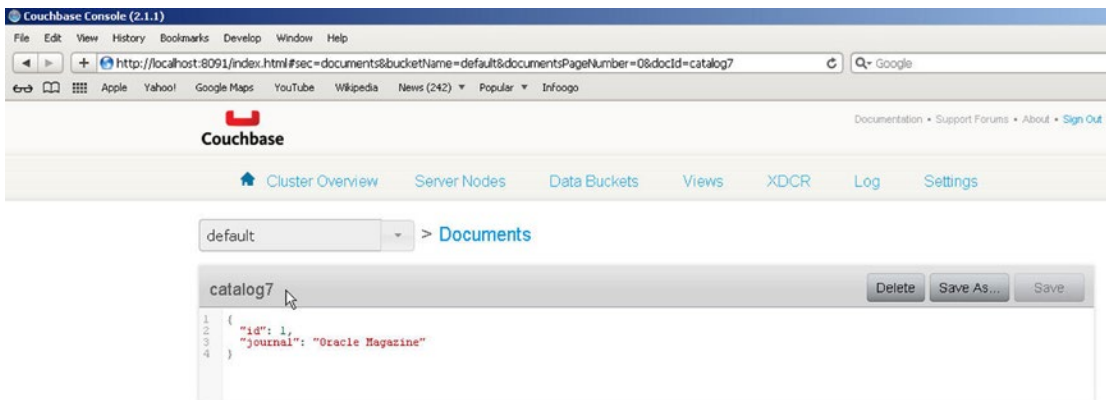 Couchbase Console (2.1.1)
File Edit View History Bookmarks Develop Window Help
http://localhost:8091/index.html#sec=documents&bucketName=default&documentsPageNumber=0&docId=catalog7
Google
Apple Yahoo! Google Maps YouTube Wikipedia News (242) Popular Infoogo
Couchbase
Documentation • Support Forums • About • Sign Out
Cluster Overview Server Nodes Data Buckets Views XDCR Log Settings
default > Documents
catalog7 Delete Save As... Save
1 {
2 "id": 1,
3 "journal": "Oracle Magazine"
4 }